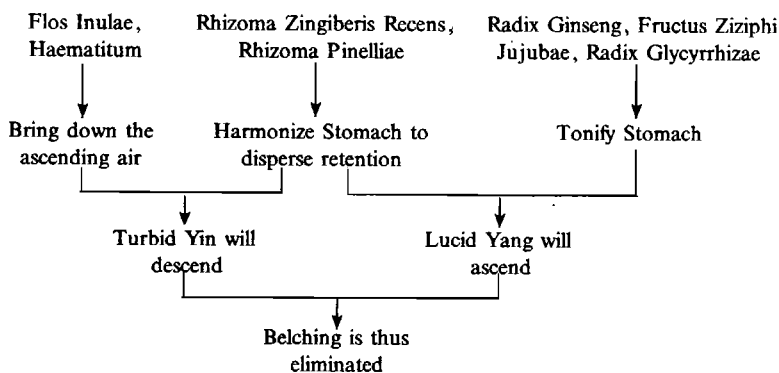 Flos Inulae,
Haematitum
Rhizoma Zingiberis Recens,
Rhizoma Pinelliae
Radix Ginseng, Fructus Ziziphi
Jujubae, Radix Glycyrrhizae
Bring down the
ascending air
Harmonize Stomach to
disperse retention
Tonify Stomach
Turbid Yin will
descend
Lucid Yang will
ascend
Belching is thus
eliminated